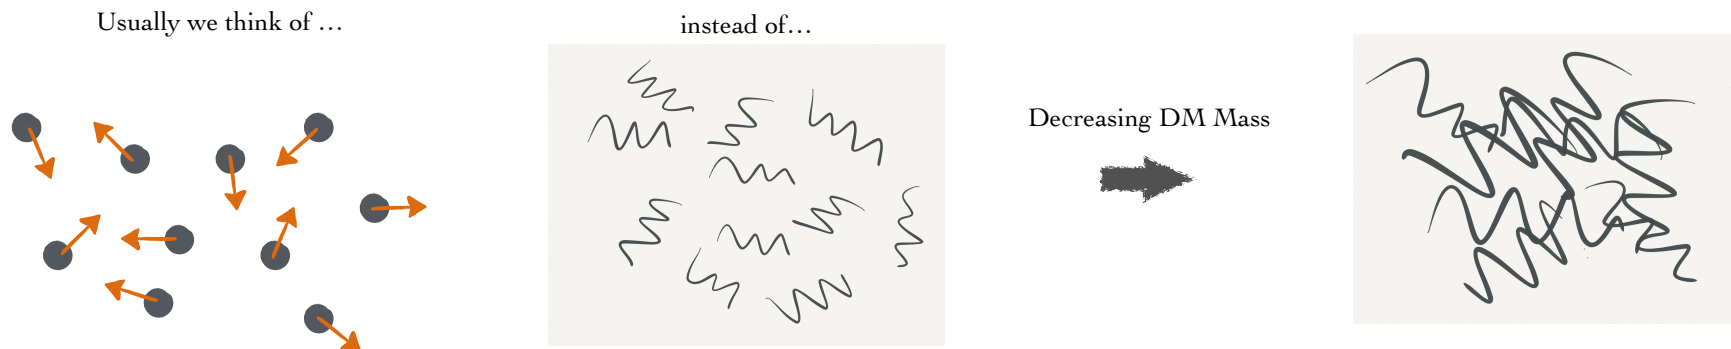 Usually we think of …
instead of…
Decreasing DM Mass